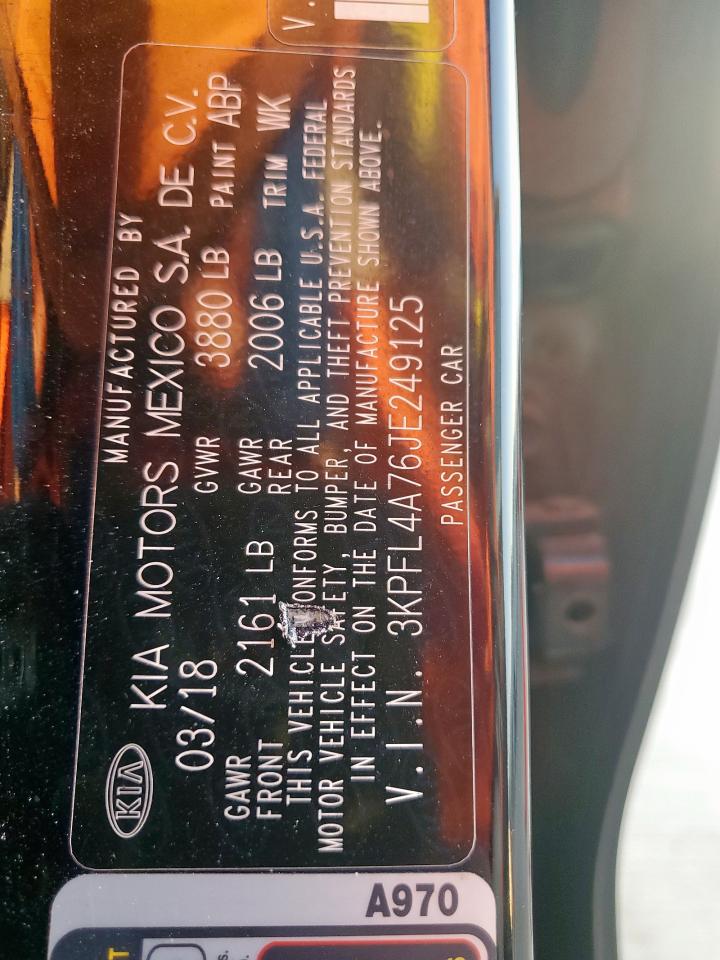 V.
KIA
MANUFACTURED BY
KIA MOTORS MEXICO S.A. DE C.V.
03/18 GVWR 3880 LB PAINT ABP
GAWR FRONT 2161 LB GAWR REAR 2006 LB TRIM WK
THIS VEHICLE ONFORMS TO ALL APPLICABLE U.S.A. FEDERAL
MOTOR VEHICLE SAFETY, BUMPER, AND THEFT PREVENTION STANDARDS
IN EFFECT ON THE DATE OF MANUFACTURE SHOWN ABOVE.
V.I.N. 3KPFL4A76JE249125
PASSENGER CAR
A970